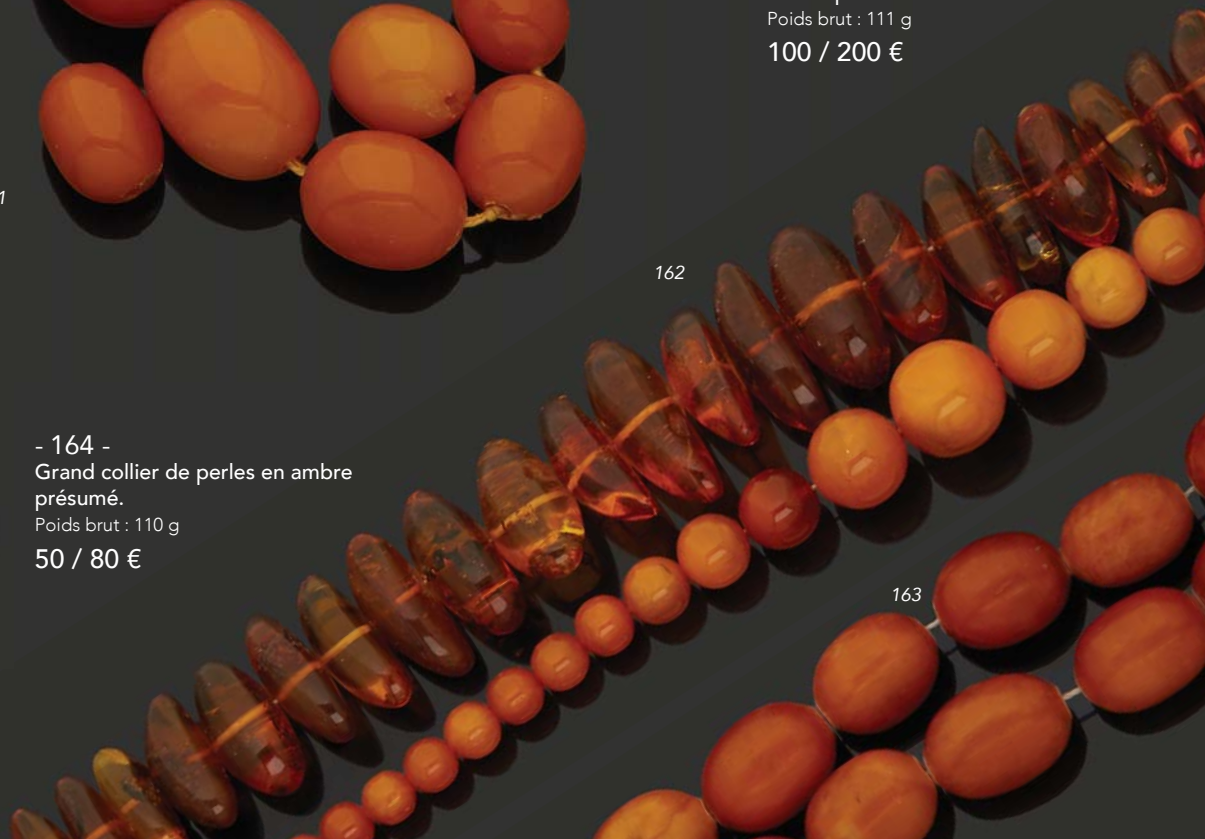 Poids brut : 111 g
100 / 200 €
1
162
- 164 -
Grand collier de perles en ambre
présumé.
Poids brut : 110 g
50 / 80 €
163